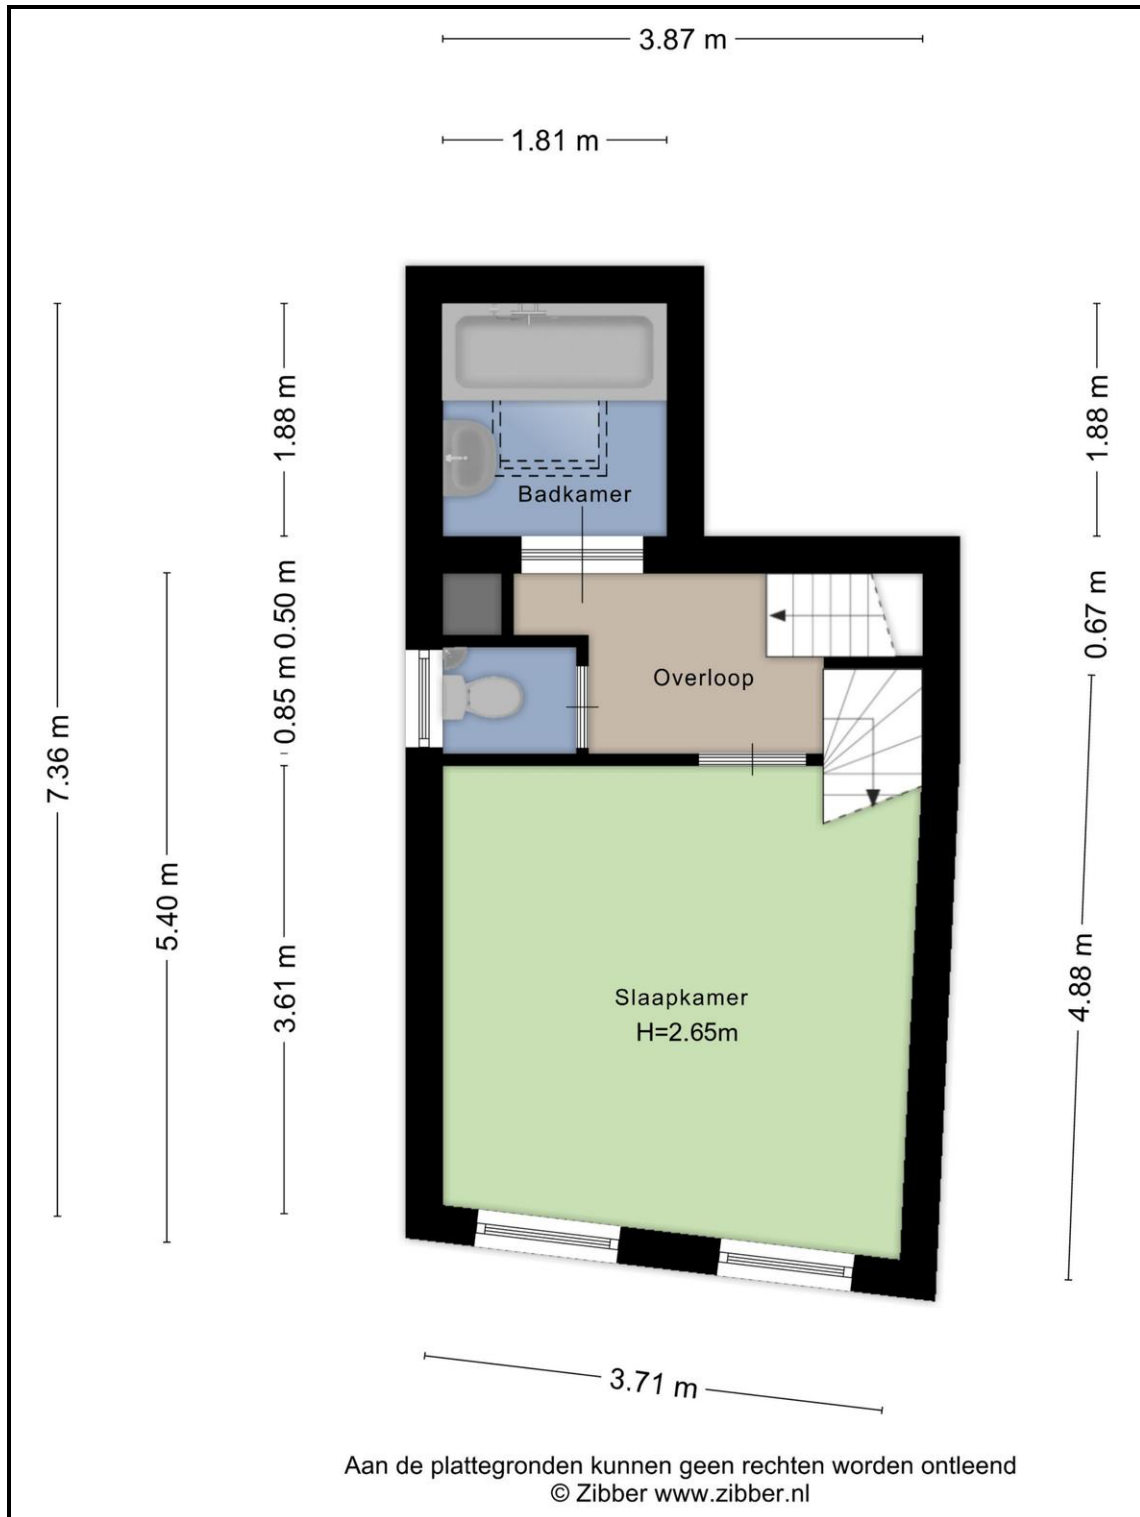 3.87 m
1.81 m
1.88 m
1.88 m
Badkamer
0.50 m
0.67 m
0.85 m
Overloop
7.36 m
5.40 m
3.61 m
4.88 m
Slaapkamer
H=2.65m
3.71 m
Aan de plattegronden kunnen geen rechten worden ontleend
© Zibber www.zibber.nl